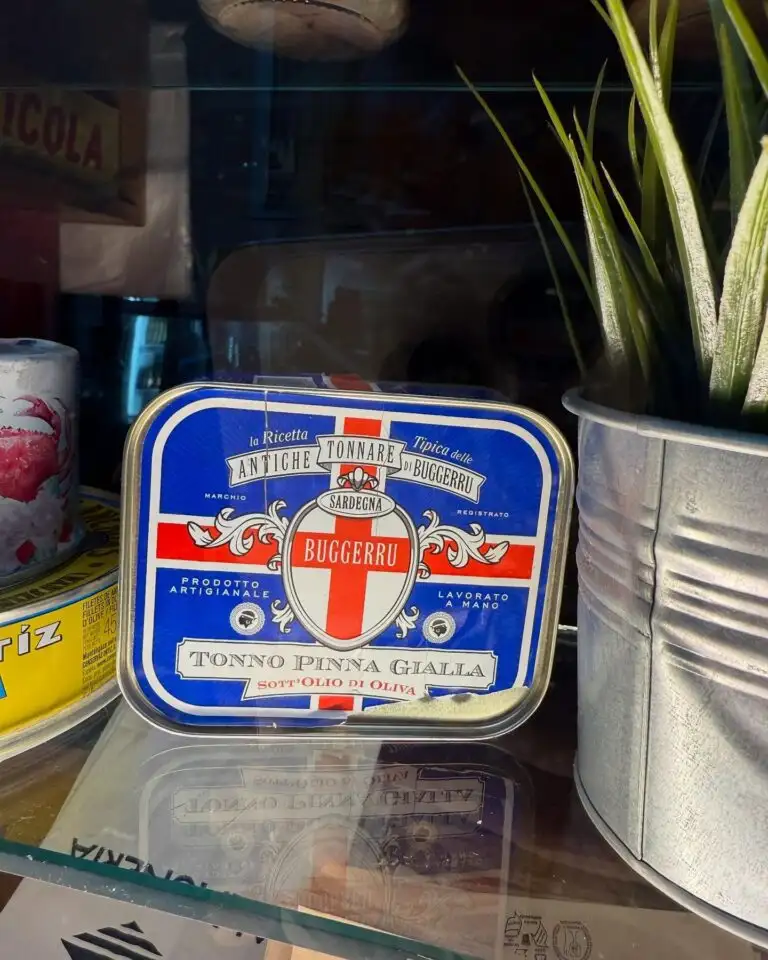 ICOLA
la Ricetta
Tipica delle
ANTICHE TONNARE DI BUGGERRU
MARCHIO
REGISTRATO
SARDEGNA
BUGGERRU
PRODOTTO
ARTIGIANALE
LAVORATO
A MANO
TONNO PINNA GIALLA
SOTT'OLIO DI OLIVA
TÍZ